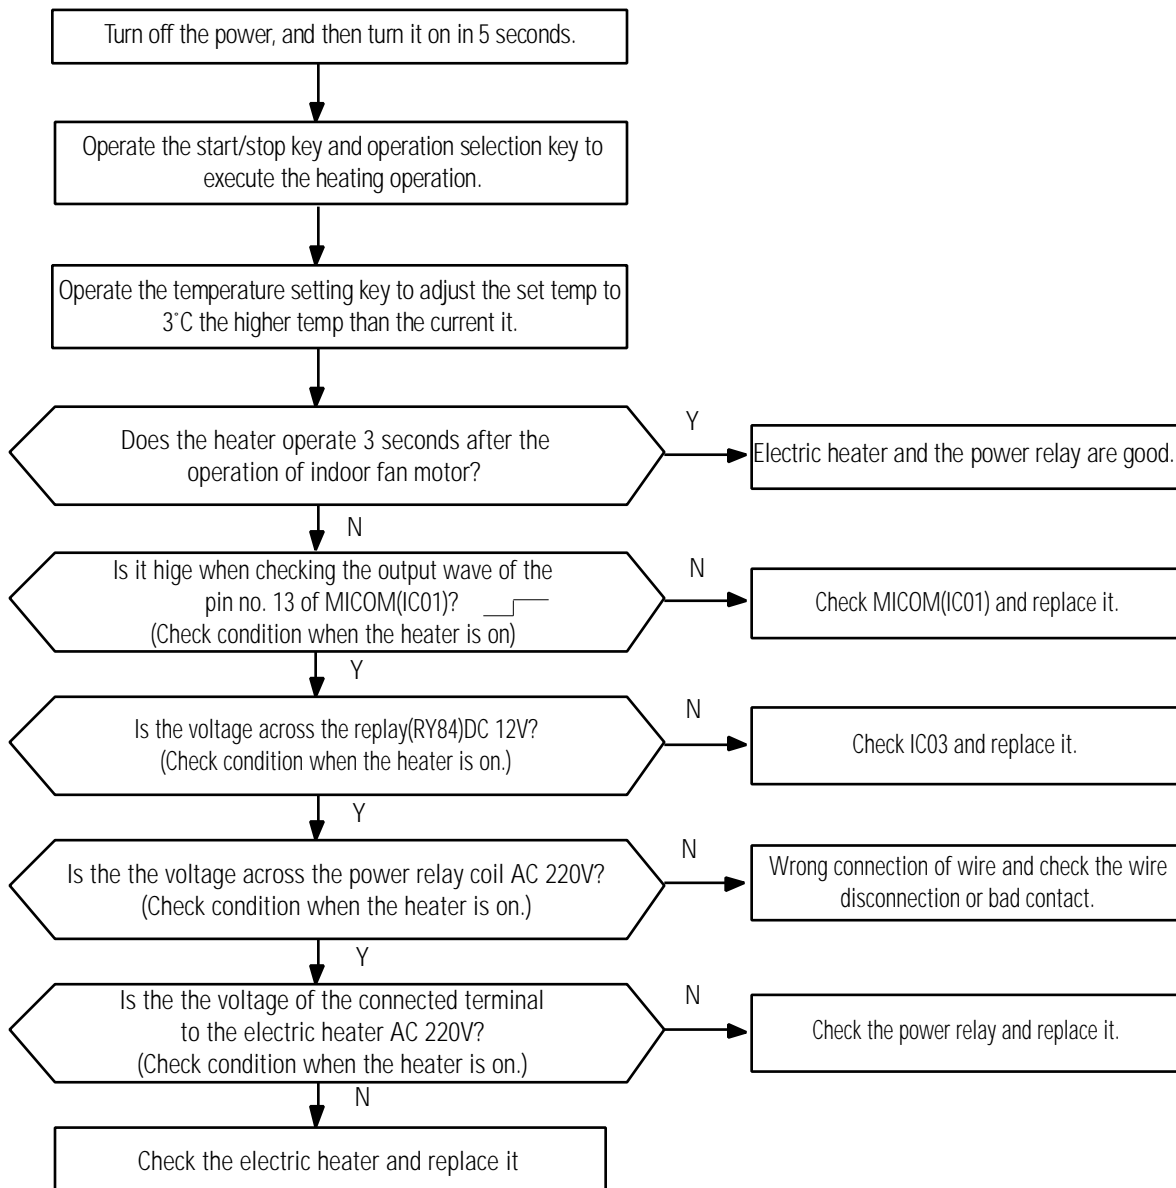 Turn off the power, and then turn it on in 5 seconds.
Operate the start/stop key and operation selection key to
execute the heating operation.
Operate the temperature setting key to adjust the set temp to
3˚C the higher temp than the current it.
Does the heater operate 3 seconds after the
operation of indoor fan motor?
Y
Electric heater and the power relay are good.
N
Is it hige when checking the output wave of the
pin no. 13 of MICOM(IC01)?
(Check condition when the heater is on)
N
Check MICOM(IC01) and replace it.
Y
Is the voltage across the replay(RY84)DC 12V?
(Check condition when the heater is on.)
N
Check IC03 and replace it.
Y
Is the the voltage across the power relay coil AC 220V?
(Check condition when the heater is on.)
N
Wrong connection of wire and check the wire
disconnection or bad contact.
Y
Is the the voltage of the connected terminal
to the electric heater AC 220V?
(Check condition when the heater is on.)
N
Check the power relay and replace it.
N
Check the electric heater and replace it